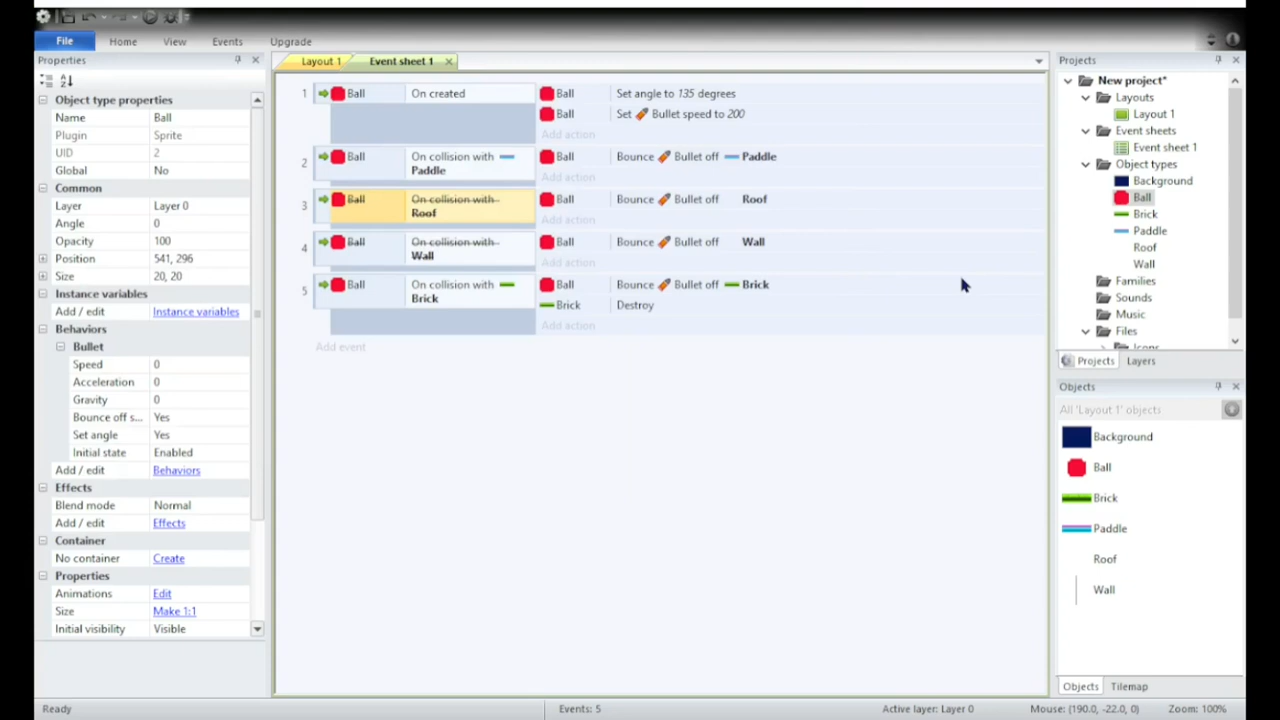 File Home View Events Upgrade
Properties
Layout 1 Event sheet 1
Projects
Object type properties
Name Ball
Plugin Sprite
UID 2
Global No
Common
Layer Layer 0
Angle 0
Opacity 100
Position 541, 296
Size 20, 20
Instance variables
Add / edit Instance variables
Behaviors
Bullet
Speed 0
Acceleration 0
Gravity 0
Bounce off s... Yes
Set angle Yes
Initial state Enabled
Add / edit Behaviors
Effects
Blend mode Normal
Add / edit Effects
Container
No container Create
Properties
Animations Edit
Size Make 1:1
Initial visibility Visible
1 Ball On created Ball Set angle to 135 degrees
Ball Set Bullet speed to 200
Add action
2 Ball On collision with Paddle Ball Bounce Bullet off Paddle
Add action
3 Ball On collision with Roof Ball Bounce Bullet off Roof
Add action
4 Ball On collision with Wall Ball Bounce Bullet off Wall
Add action
5 Ball On collision with Brick Ball Bounce Bullet off Brick
Brick Destroy
Add action
Add event
New project*
Layouts
Layout 1
Event sheets
Event sheet 1
Object types
Background
Ball
Brick
Paddle
Roof
Wall
Families
Sounds
Music
Files
Icons
Projects Layers
Objects
All 'Layout 1' objects
Background
Ball
Brick
Paddle
Roof
Wall
Objects Tilemap
Ready Events: 5 Active layer: Layer 0 Mouse: (190.0, -22.0, 0) Zoom: 100%